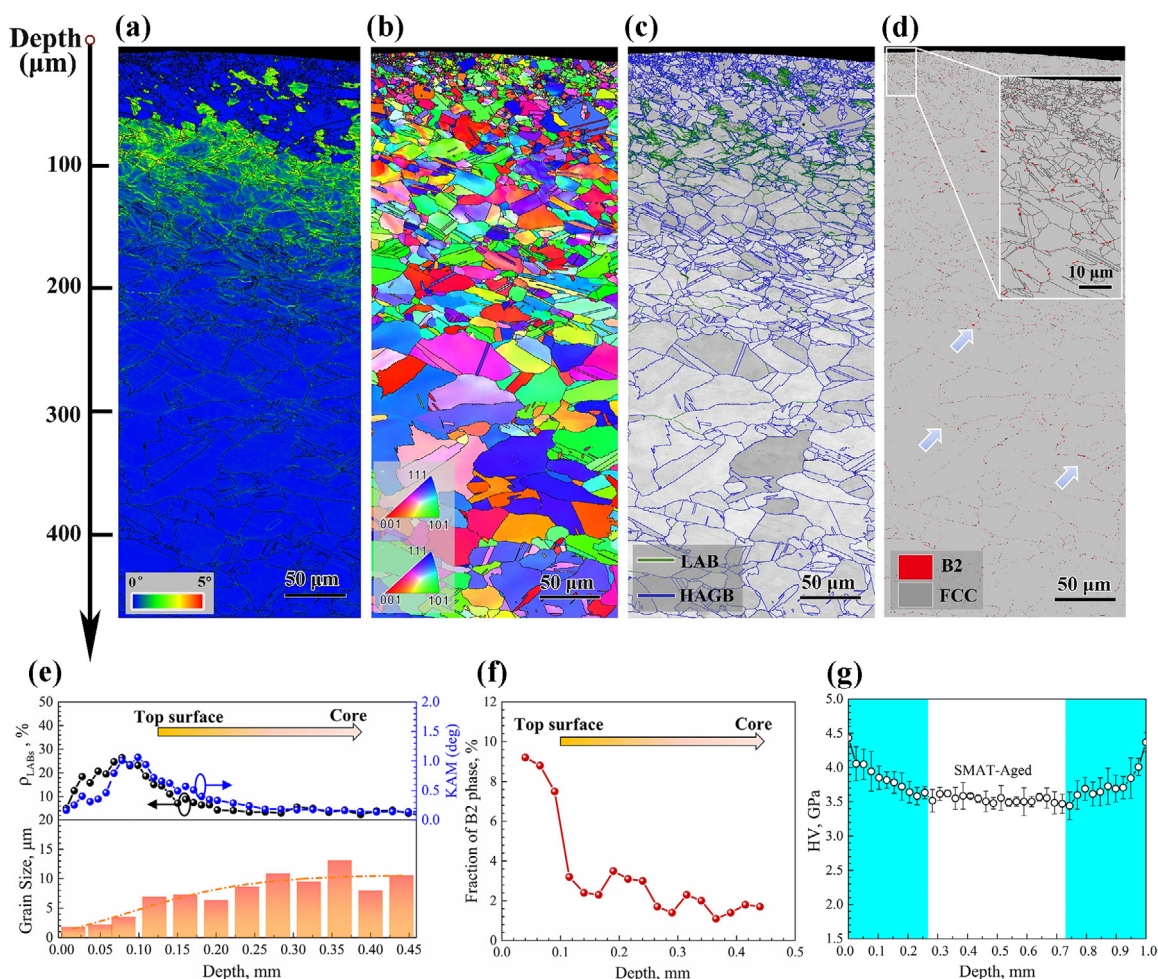 Depth
(μm)
100
200
300
400
(a)
0° 5°
50 μm
(b)
111
001 101
111
001 101
50 μm
(c)
LAB
HAGB
50 μm
(d)
10 μm
B2
FCC
50 μm
(e)
Top surface Core
ρLABs , %
50
40
30
20
10
20
15
10
5
0
Grain Size, μm
2.0
1.5
1.0
0.5
0.0
KAM (deg)
0.00 0.05 0.10 0.15 0.20 0.25 0.30 0.35 0.40 0.45
Depth, mm
(f)
Top surface Core
Fraction of B2 phase, %
12
10
8
6
4
2
0
0.0 0.1 0.2 0.3 0.4 0.5
Depth, mm
(g)
SMAT-Aged
HV, GPa
5.0
4.5
4.0
3.5
3.0
2.5
2.0
1.5
0.0 0.1 0.2 0.3 0.4 0.5 0.6 0.7 0.8 0.9 1.0
Depth, mm